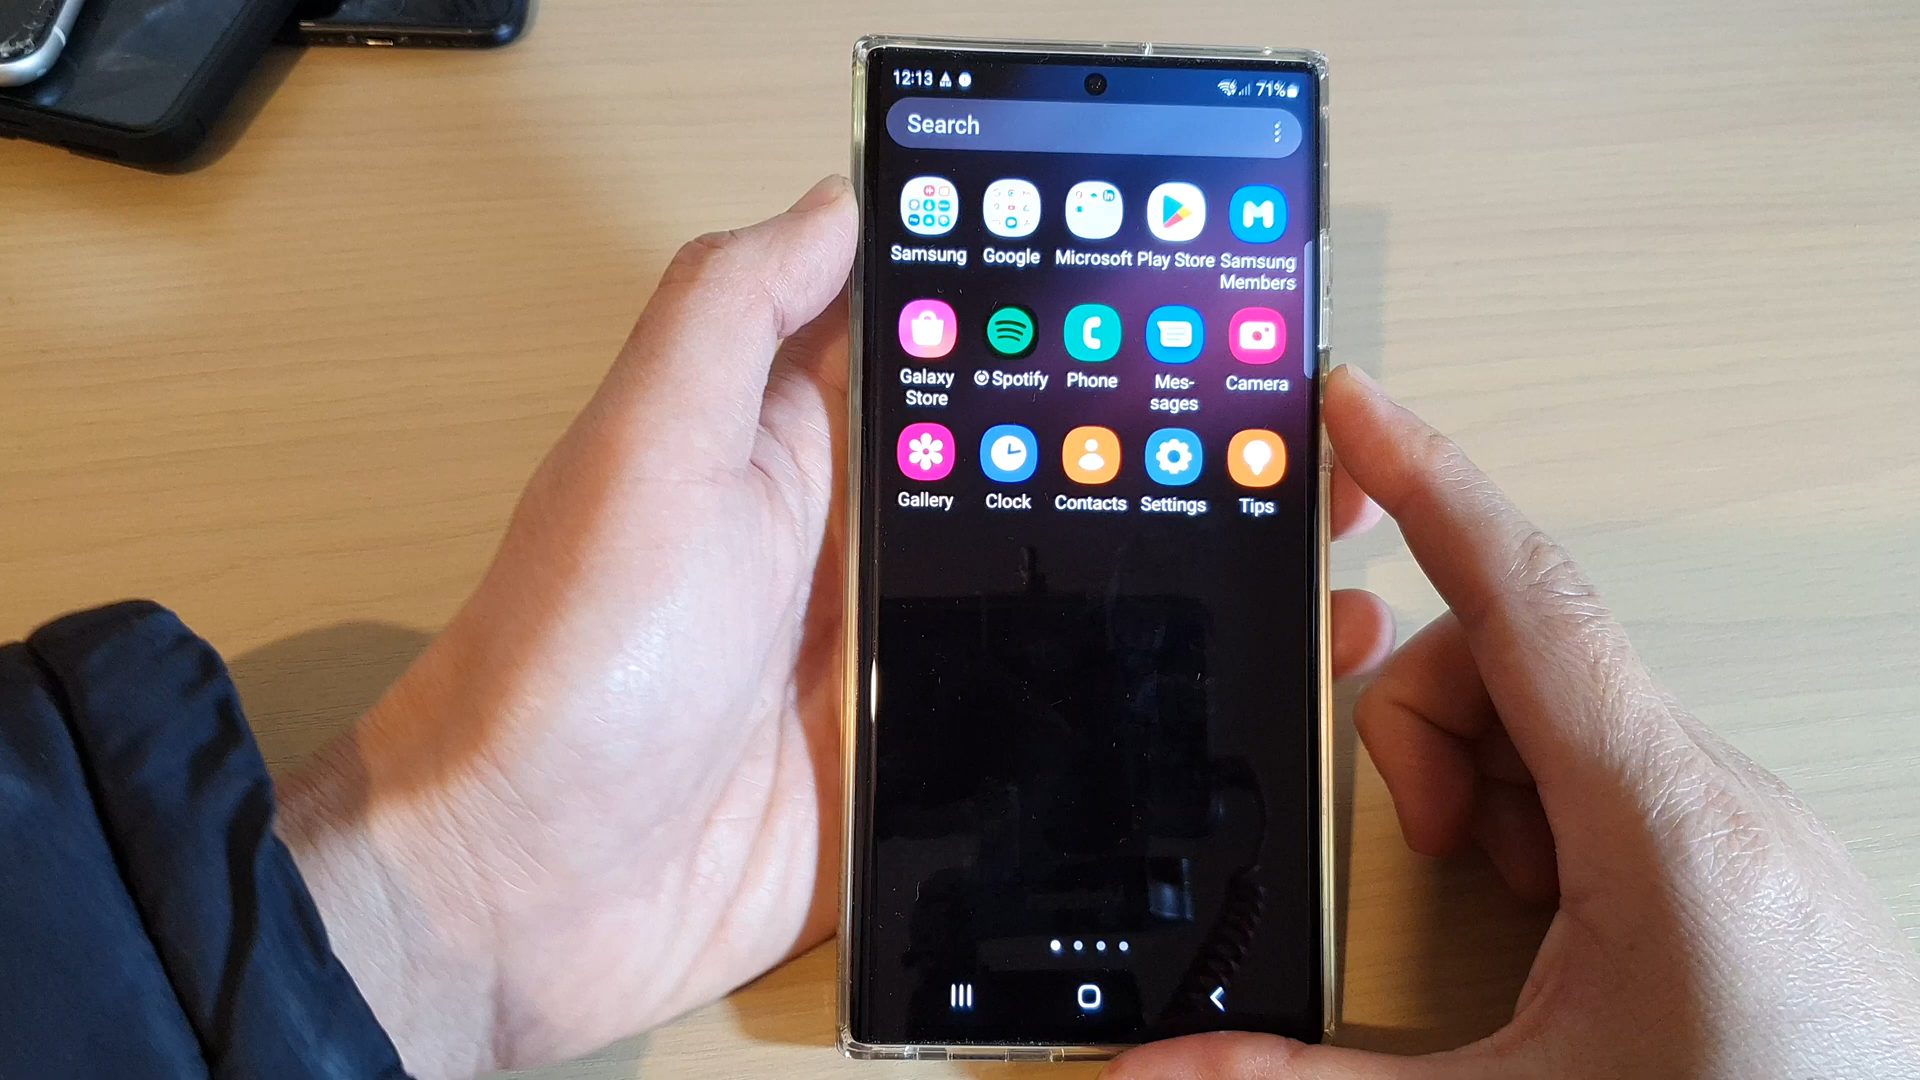 12:13
71%
Search
Samsung
Google
Microsoft
Play Store
Samsung
Members
Galaxy
Store
Spotify
Phone
Mes-
sages
Camera
Gallery
Clock
Contacts
Settings
Tips